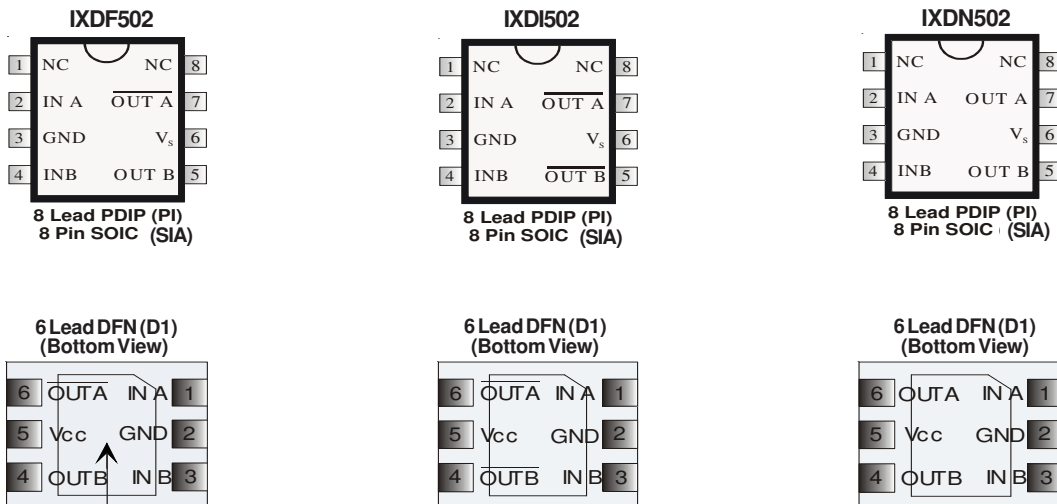 IXDF502
1 NC NC 8
2 IN A OUT A 7
3 GND Vs 6
4 INB OUT B 5
8 Lead PDIP (PI)
8 Pin SOIC (SIA)
IXDI502
1 NC NC 8
2 IN A OUT A 7
3 GND Vs 6
4 INB OUT B 5
8 Lead PDIP (PI)
8 Pin SOIC (SIA)
IXDN502
1 NC NC 8
2 IN A OUT A 7
3 GND Vs 6
4 INB OUT B 5
8 Lead PDIP (PI)
8 Pin SOIC (SIA)
6 Lead DFN (D1)
(Bottom View)
6 OUTA IN A 1
5 Vcc GND 2
4 OUTB IN B 3
6 Lead DFN (D1)
(Bottom View)
6 OUTA IN A 1
5 Vcc GND 2
4 OUTB IN B 3
6 Lead DFN (D1)
(Bottom View)
6 OUTA IN A 1
5 Vcc GND 2
4 OUTB IN B 3